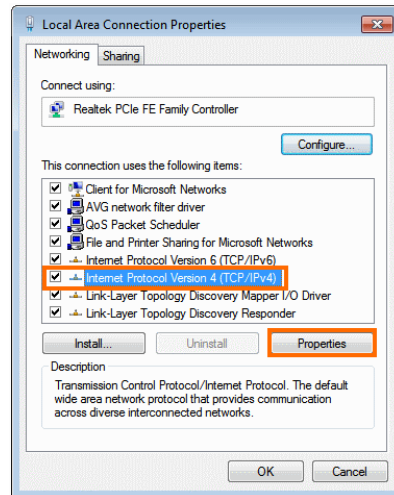 Local Area Connection Properties
Networking Sharing
Connect using:
Realtek PCIe FE Family Controller
Configure...
This connection uses the following items:
Client for Microsoft Networks
AVG network filter driver
QoS Packet Scheduler
File and Printer Sharing for Microsoft Networks
Internet Protocol Version 6 (TCP/IPv6)
Internet Protocol Version 4 (TCP/IPv4)
Link-Layer Topology Discovery Mapper I/O Driver
Link-Layer Topology Discovery Responder
Install... Uninstall Properties
Description
Transmission Control Protocol/Internet Protocol. The default
wide area network protocol that provides communication
across diverse interconnected networks.
OK Cancel